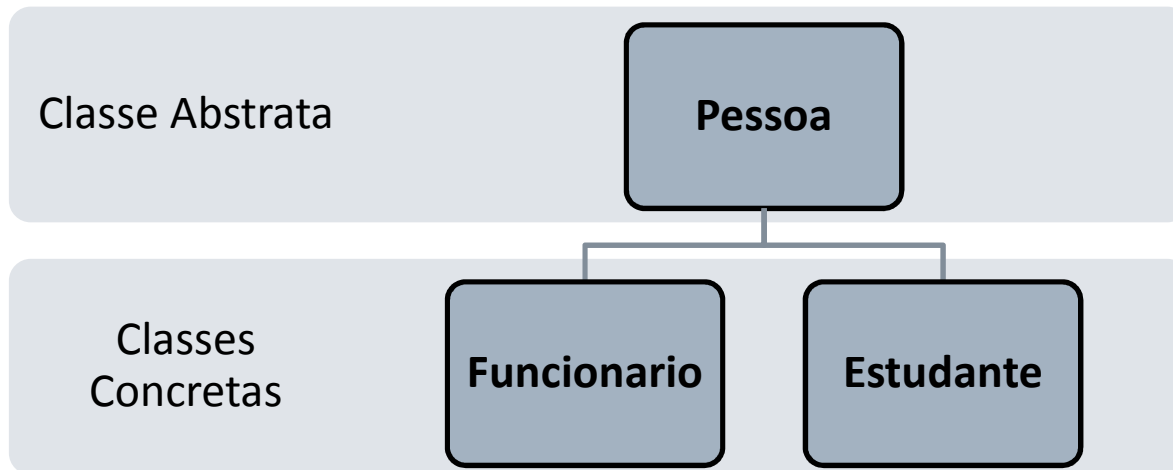 Classe Abstrata
Pessoa
Classes
Concretas
Funcionario
Estudante